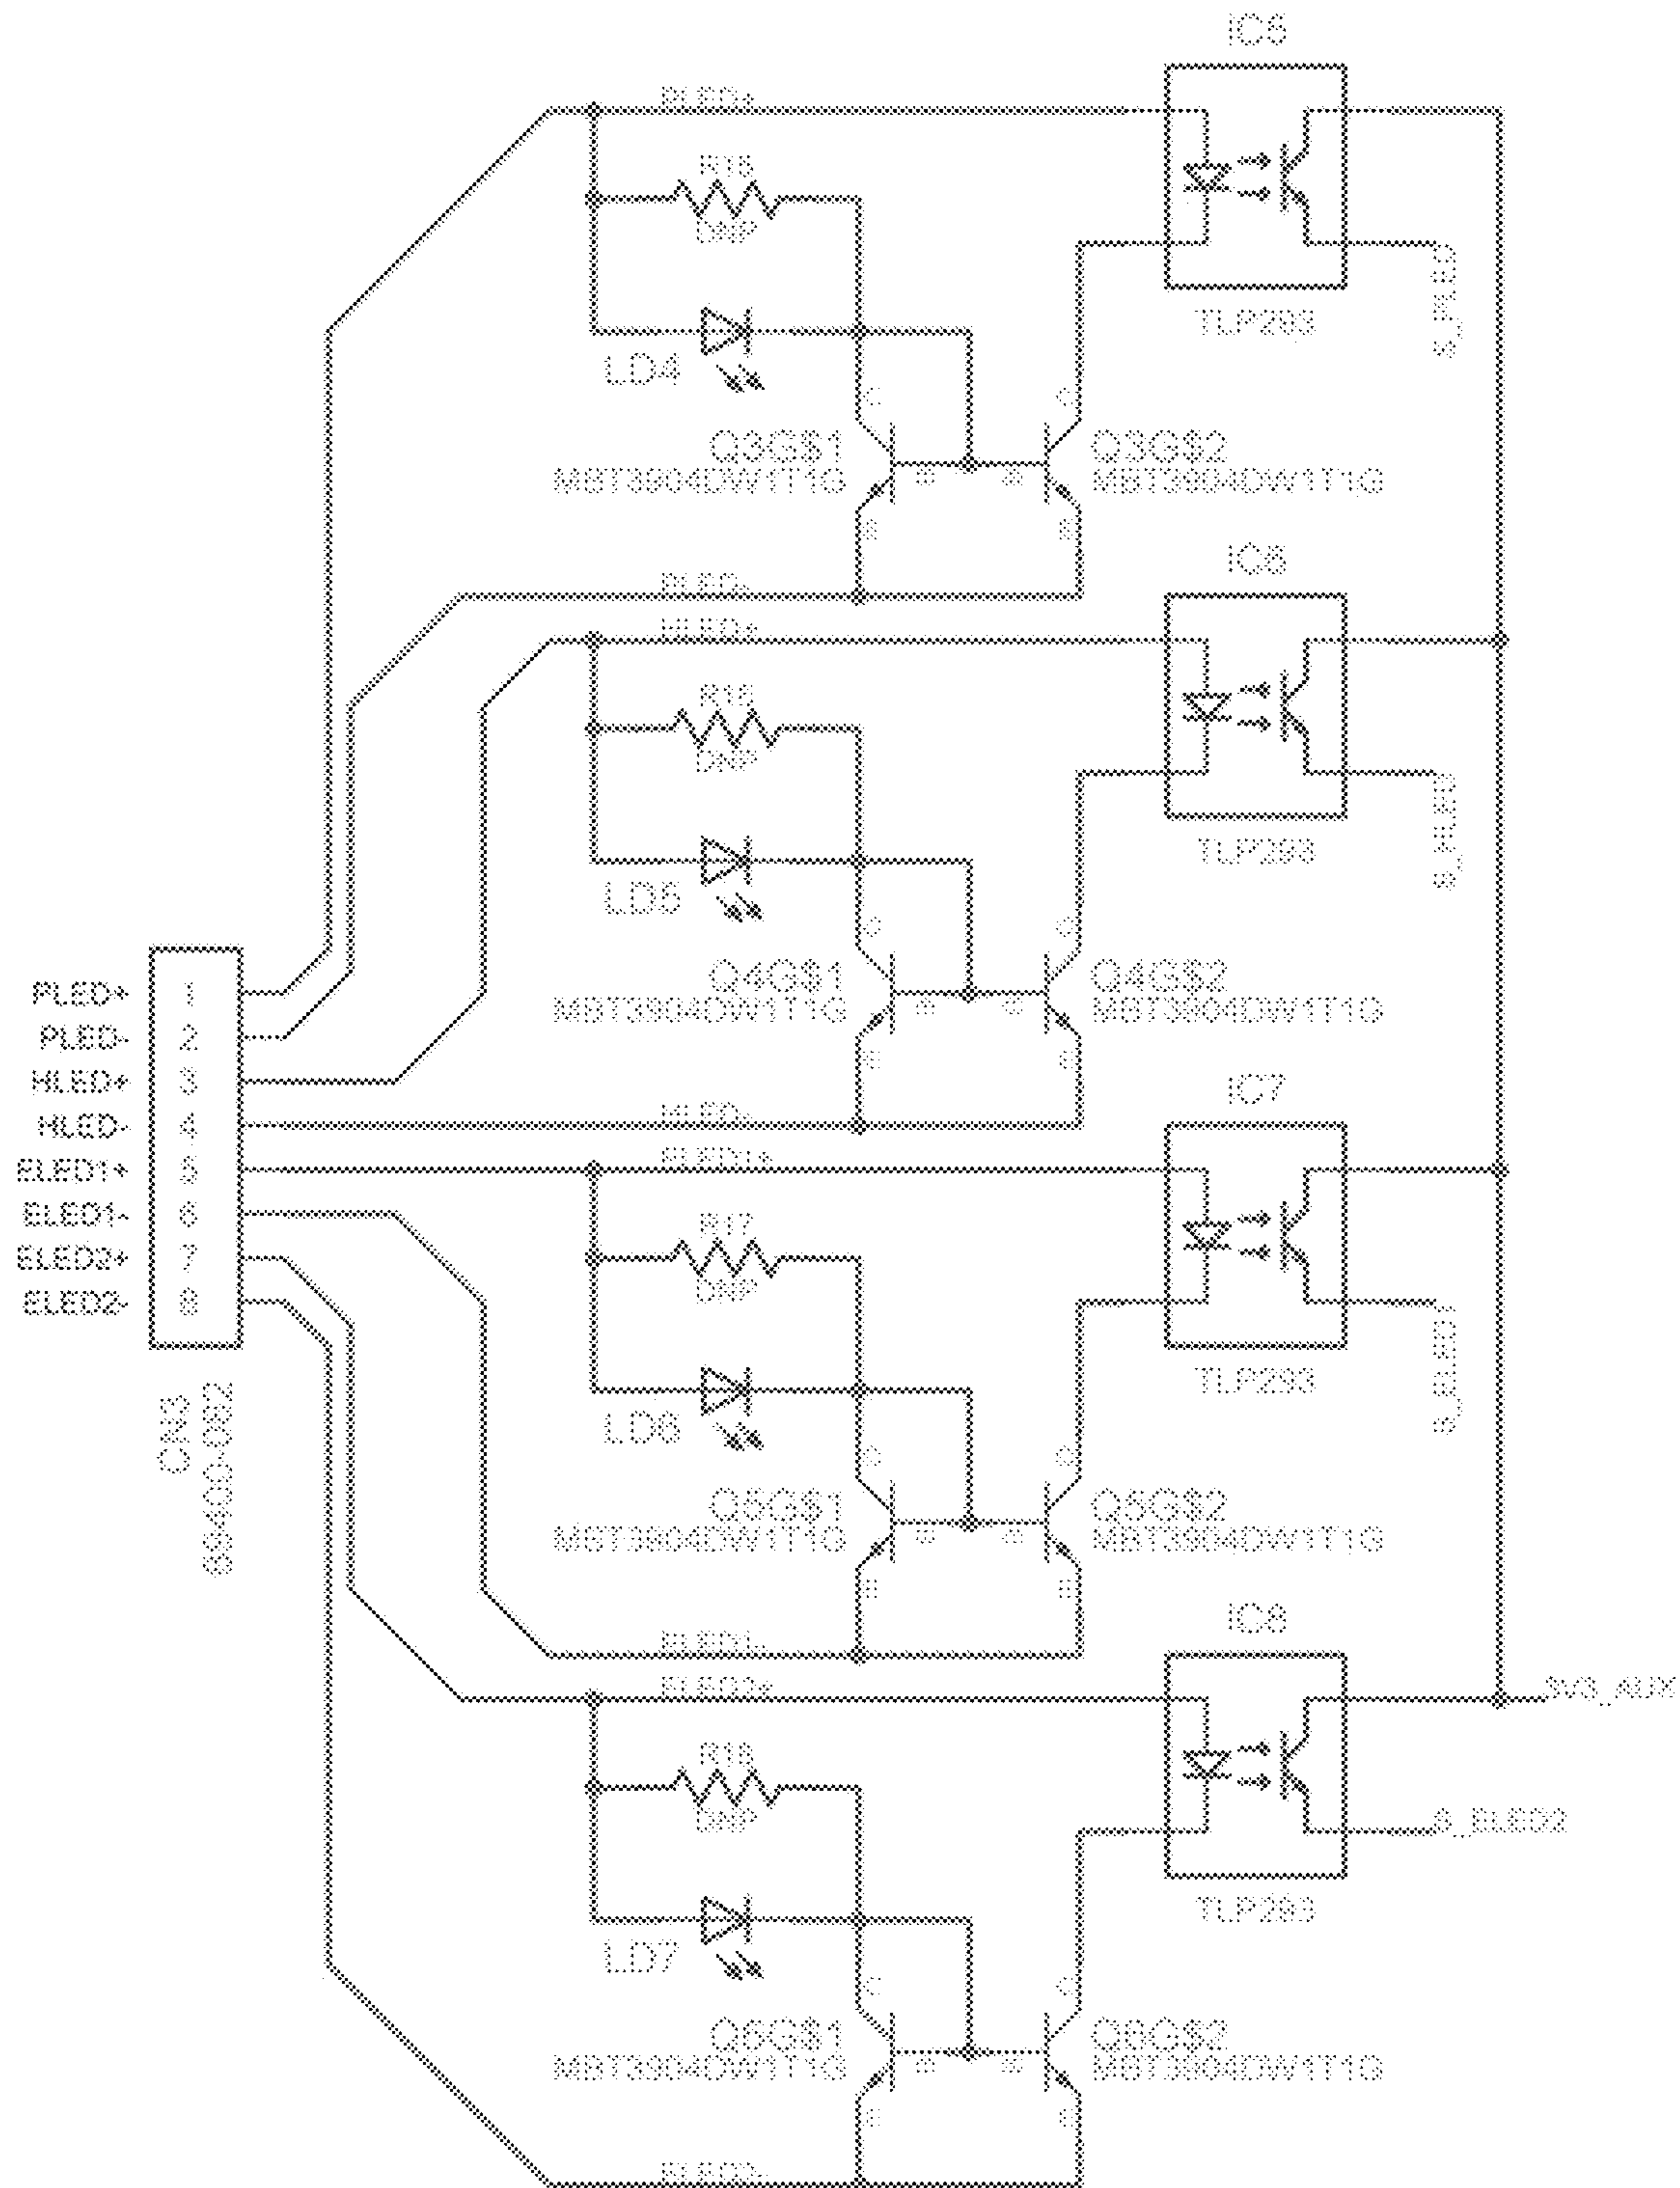 IC5
PLED+
R15
DNP
TLP293
S_PLED
LD4
C
C
Q3G$1
MBT3904DW1T1G
B
B
Q3G$2
MBT3904DW1T1G
E
E
PLED-
IC6
HLED+
R16
DNP
TLP293
S_HLED
LD5
C
C
Q4G$1
MBT3904DW1T1G
B
B
Q4G$2
MBT3904DW1T1G
E
E
HLED-
PLED+ 1
PLED- 2
HLED+ 3
HLED- 4
ELED1+ 5
ELED1- 6
ELED2+ 7
ELED2- 8
CN3
IC7
ELED1+
R17
DNP
TLP293
S_ELED1
LD6
C
C
Q5G$1
MBT3904DW1T1G
B
B
Q5G$2
MBT3904DW1T1G
E
E
ELED1-
IC8
ELED2+
3V3_AUX
R18
DNP
S_ELED2
TLP293
LD7
C
C
Q6G$1
MBT3904DW1T1G
B
B
Q6G$2
MBT3904DW1T1G
E
E
ELED2-